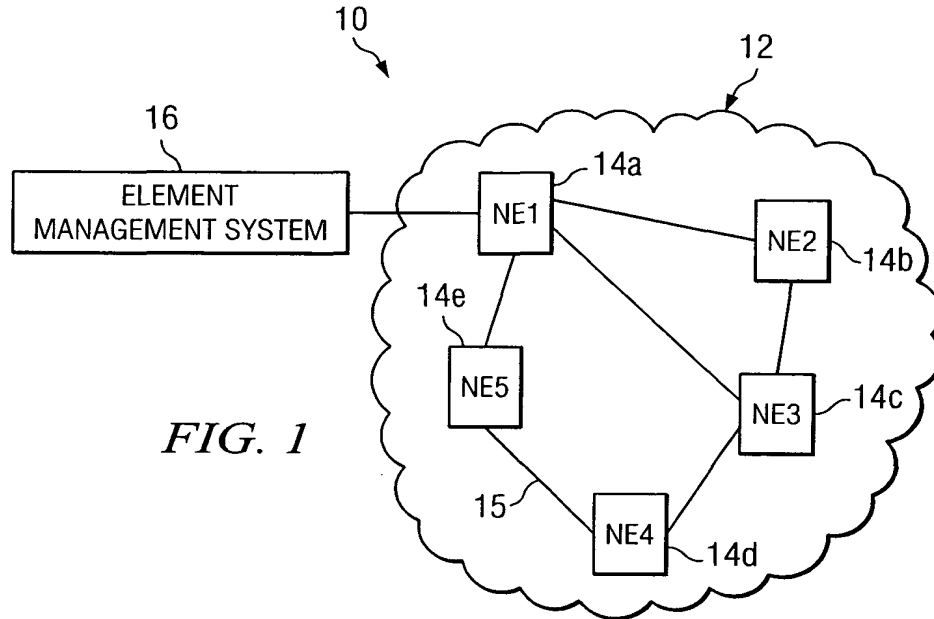 10
12
16
ELEMENT
MANAGEMENT SYSTEM
14a
NE1
NE2
14b
14e
NE5
NE3
14c
FIG. 1
15
NE4
14d